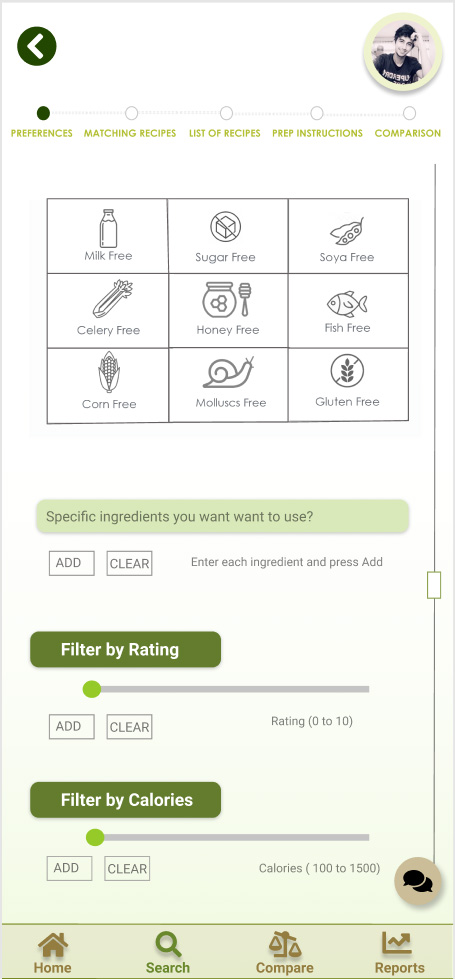 PREFERENCES MATCHING RECIPES LIST OF RECIPES PREP INSTRUCTIONS COMPARISON
Milk Free Sugar Free Soya Free
Celery Free Honey Free Fish Free
Corn Free Molluscs Free Gluten Free
Specific ingredients you want want to use?
ADD CLEAR Enter each ingredient and press Add
Filter by Rating
ADD CLEAR Rating (0 to 10)
Filter by Calories
ADD CLEAR Calories ( 100 to 1500)
Home Search Compare Reports